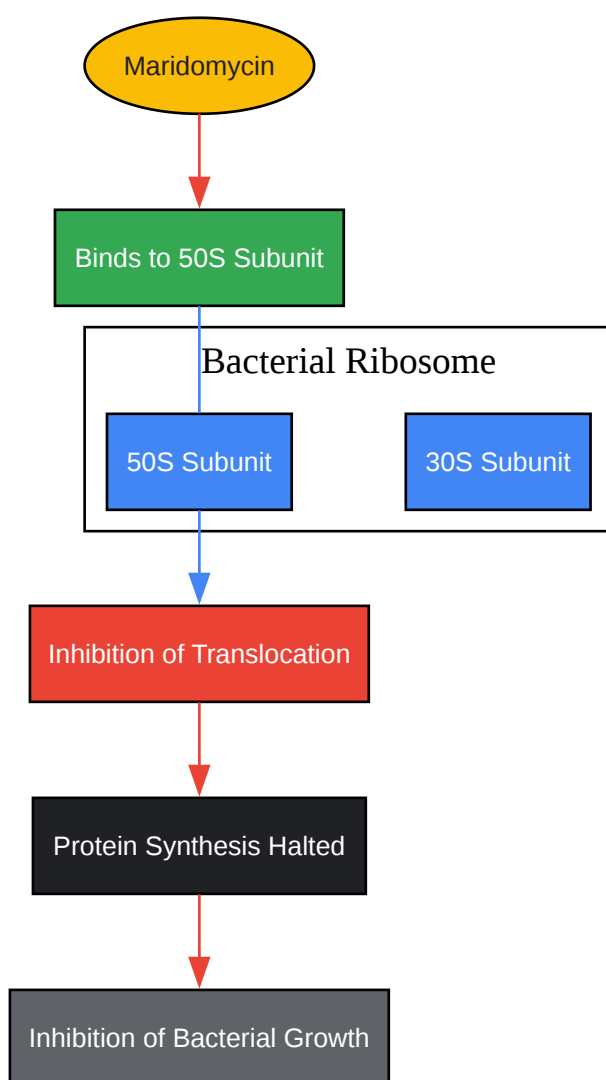 Maridomycin
Binds to 50S Subunit
Bacterial Ribosome
50S Subunit
30S Subunit
Inhibition of Translocation
Protein Synthesis Halted
Inhibition of Bacterial Growth